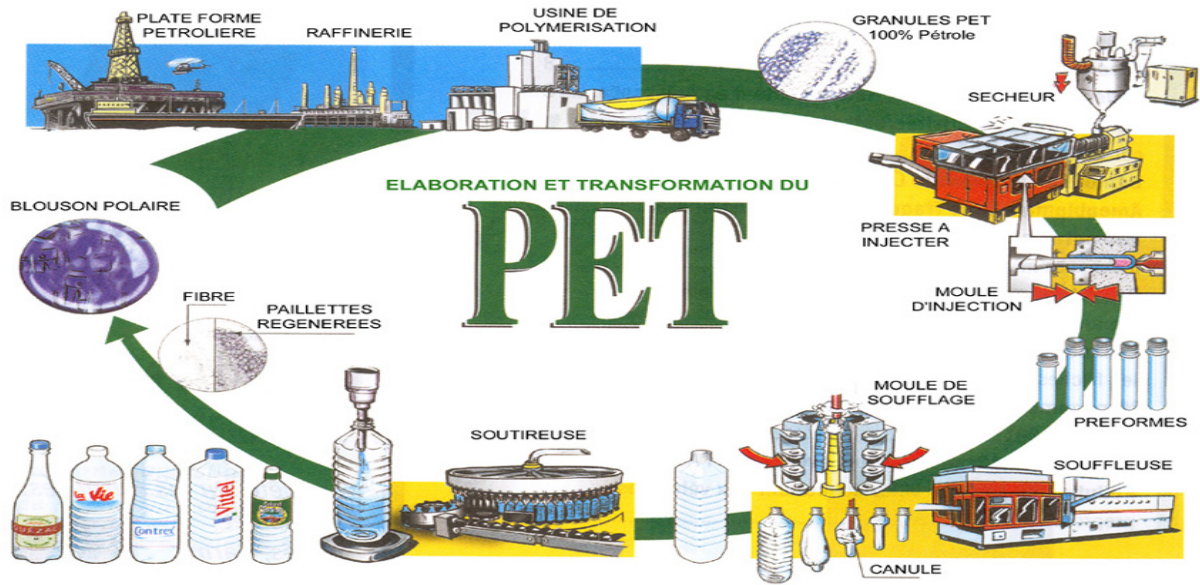 PLATE FORME
PETROLIERE
RAFFINERIE
USINE DE
POLYMERISATION
GRANULES PET
100% Pétrole
SECHEUR
ELABORATION ET TRANSFORMATION DU
PET
PRESSE A
INJECTER
MOULE
D'INJECTION
BLOUSON POLAIRE
FIBRE
PAILLETTES
REGENEREES
MOULE DE
SOUFFLAGE
PREFORMES
SOUTIREUSE
SOUFFLEUSE
CANULE
la Vie
Contrex
Vittel